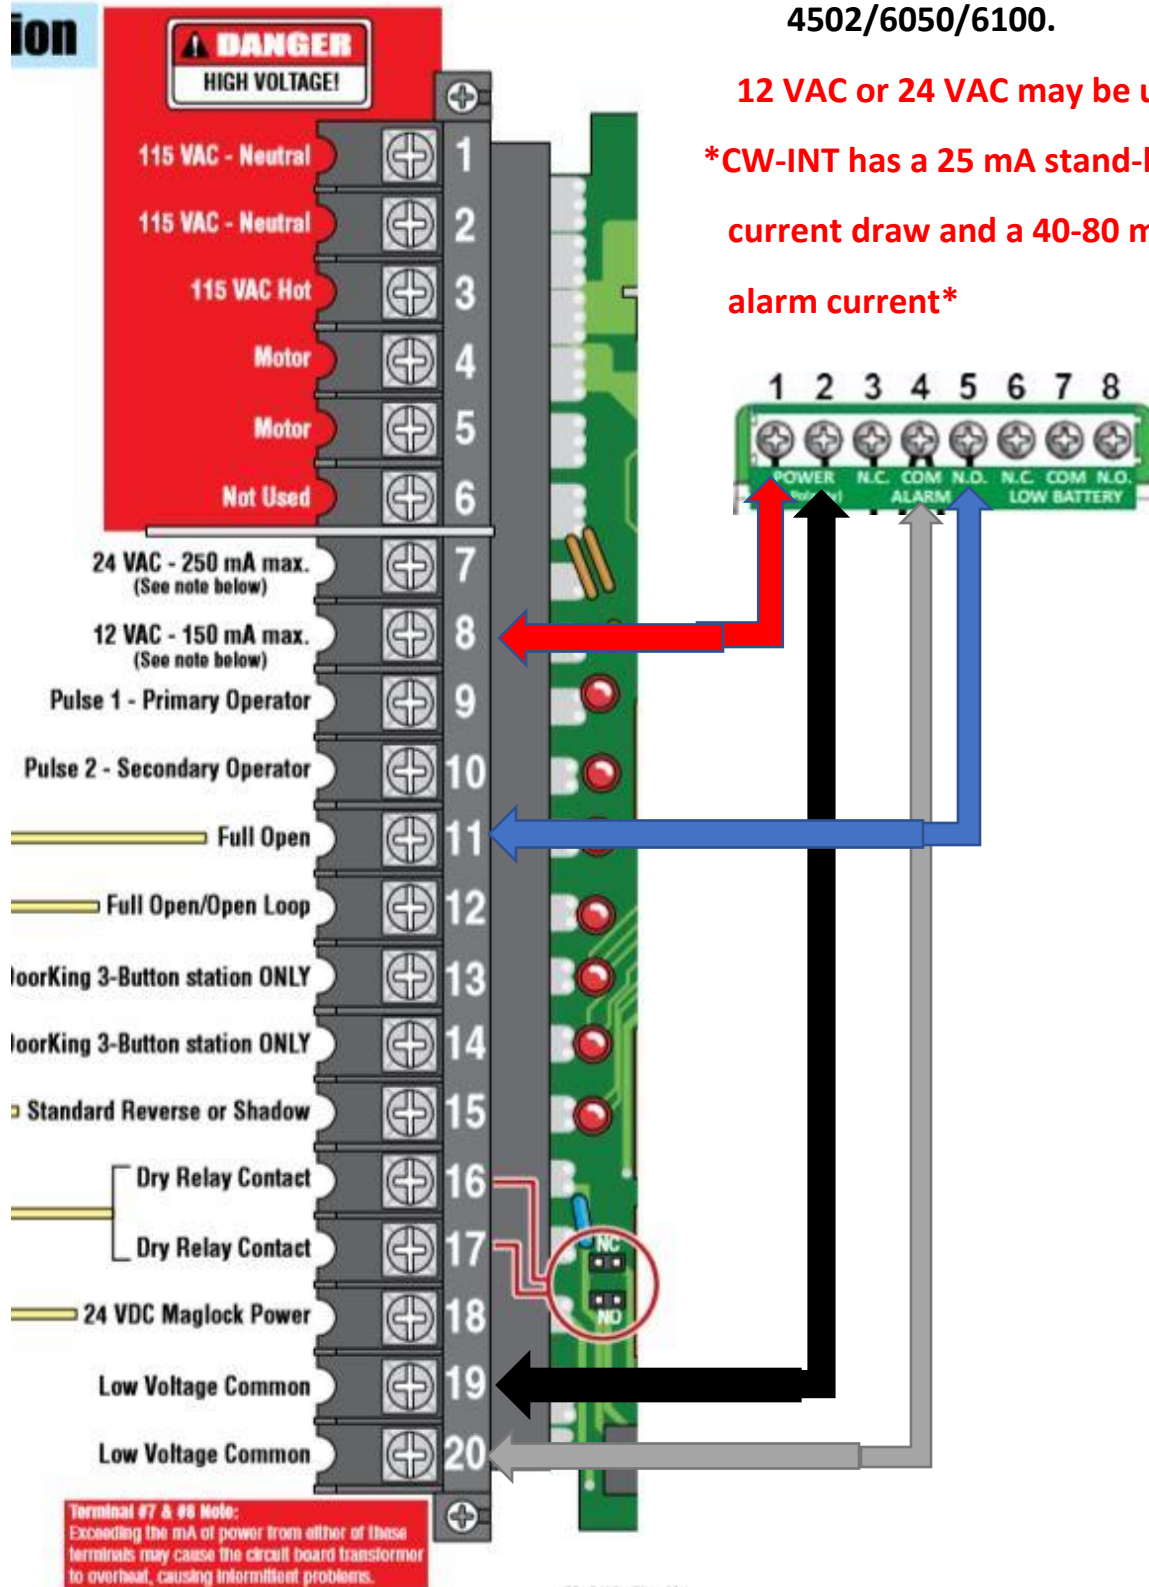 ion
DANGER
HIGH VOLTAGE!
4502/6050/6100.
12 VAC or 24 VAC may be u
*CW-INT has a 25 mA stand-b
current draw and a 40-80 m
alarm current*
115 VAC - Neutral 1
115 VAC - Neutral 2
115 VAC Hot 3
Motor 4
Motor 5
Not Used 6
24 VAC - 250 mA max. 7
(See note below)
12 VAC - 150 mA max. 8
(See note below)
Pulse 1 - Primary Operator 9
Pulse 2 - Secondary Operator 10
Full Open 11
Full Open/Open Loop 12
DoorKing 3-Button station ONLY 13
DoorKing 3-Button station ONLY 14
Standard Reverse or Shadow 15
Dry Relay Contact 16
Dry Relay Contact 17
NC
NO
24 VDC Maglock Power 18
Low Voltage Common 19
Low Voltage Common 20
Terminal #7 & #8 Note:
Exceeding the mA of power from either of these
terminals may cause the circuit board transformer
to overheat, causing intermittent problems.
1 2 3 4 5 6 7 8
POWER N.C. COM N.O. N.C. COM N.O.
ALARM LOW BATTERY